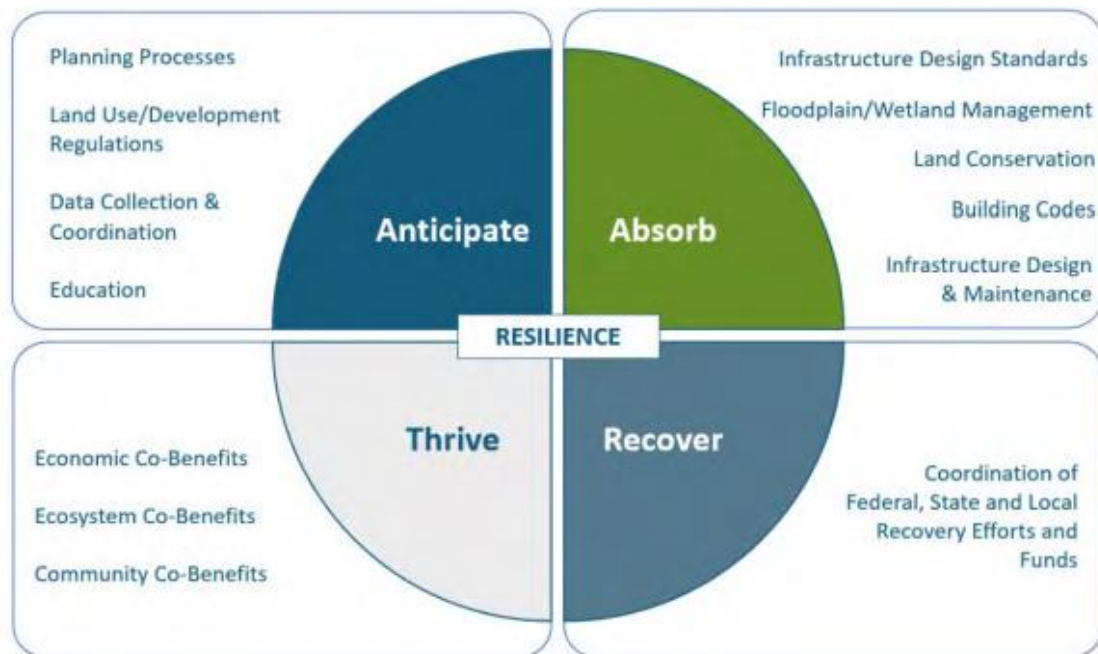 Planning Processes
Land Use/Development
Regulations
Data Collection &
Coordination
Education
Anticipate
Infrastructure Design Standards
Floodplain/Wetland Management
Land Conservation
Building Codes
Infrastructure Design
& Maintenance
Absorb
RESILIENCE
Economic Co-Benefits
Ecosystem Co-Benefits
Community Co-Benefits
Thrive
Recover
Coordination of
Federal, State and Local
Recovery Efforts and
Funds